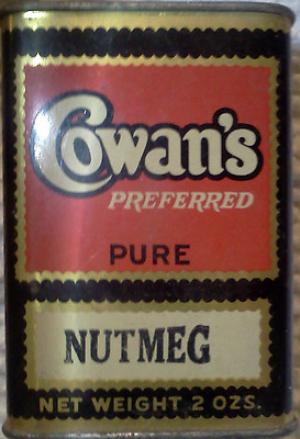 Cowan's
PREFERRED
PURE
NUTMEG
NET WEIGHT 2 OZS.